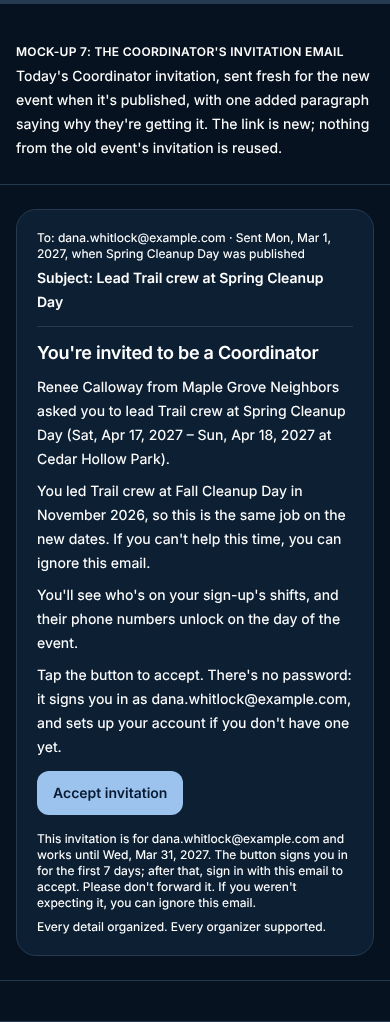 MOCK-UP 7: THE COORDINATOR'S INVITATION EMAIL
Today's Coordinator invitation, sent fresh for the new
event when it's published, with one added paragraph
saying why they're getting it. The link is new; nothing
from the old event's invitation is reused.
To: dana.whitlock@example.com · Sent Mon, Mar 1,
2027, when Spring Cleanup Day was published
Subject: Lead Trail crew at Spring Cleanup
Day
You're invited to be a Coordinator
Renee Calloway from Maple Grove Neighbors
asked you to lead Trail crew at Spring Cleanup
Day (Sat, Apr 17, 2027 – Sun, Apr 18, 2027 at
Cedar Hollow Park).
You led Trail crew at Fall Cleanup Day in
November 2026, so this is the same job on the
new dates. If you can't help this time, you can
ignore this email.
You'll see who's on your sign-up's shifts, and
their phone numbers unlock on the day of the
event.
Tap the button to accept. There's no password:
it signs you in as dana.whitlock@example.com,
and sets up your account if you don't have one
yet.
Accept invitation
This invitation is for dana.whitlock@example.com and
works until Wed, Mar 31, 2027. The button signs you in
for the first 7 days; after that, sign in with this email to
accept. Please don't forward it. If you weren't
expecting it, you can ignore this email.
Every detail organized. Every organizer supported.